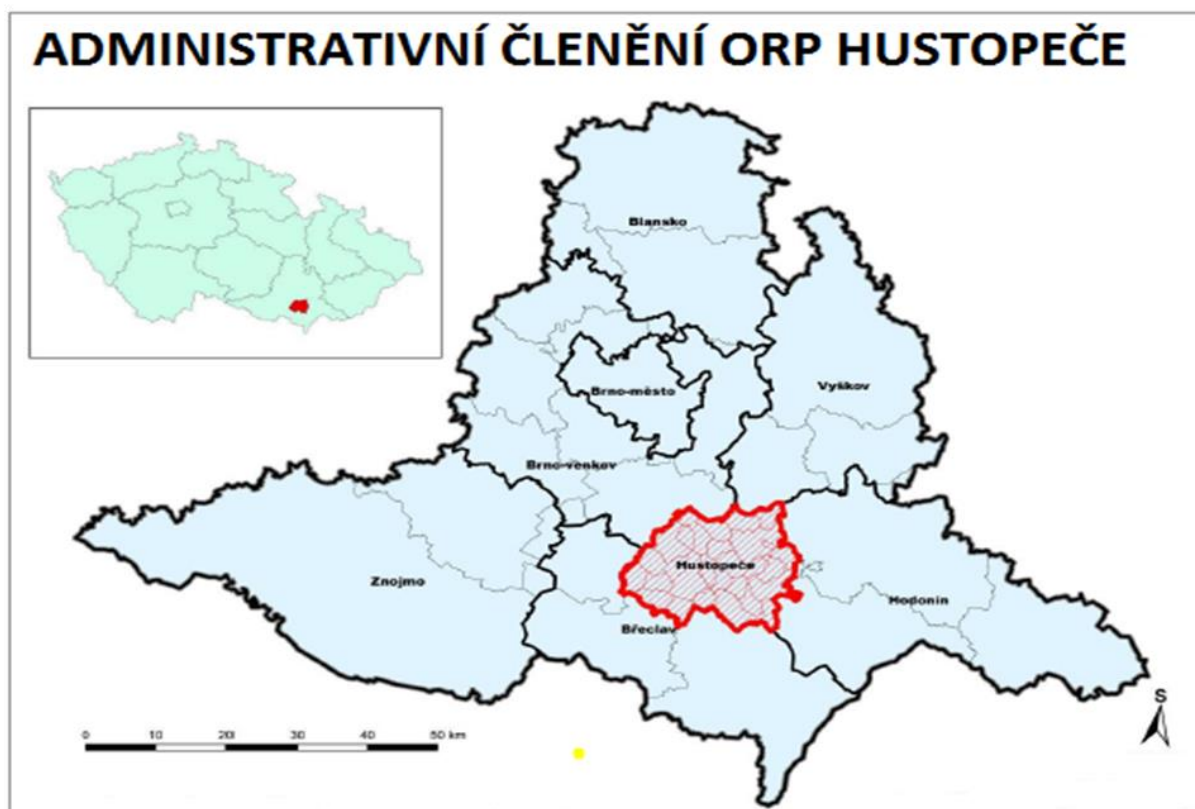 ADMINISTRATIVNÍ ČLENĚNÍ ORP HUSTOPEČE
Blansko
Vyškov
Brno-město
Brno-venkov
Hustopeče
Znojmo
Hodonín
Břeclav
S
0 10 20 30 40 50 km